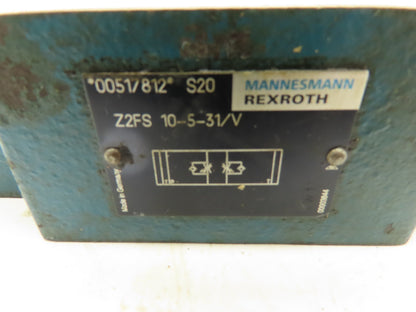 *0051/812* S20
MANNESMANN
REXROTH
Z2FS 10-5-31/V
Made in Germany